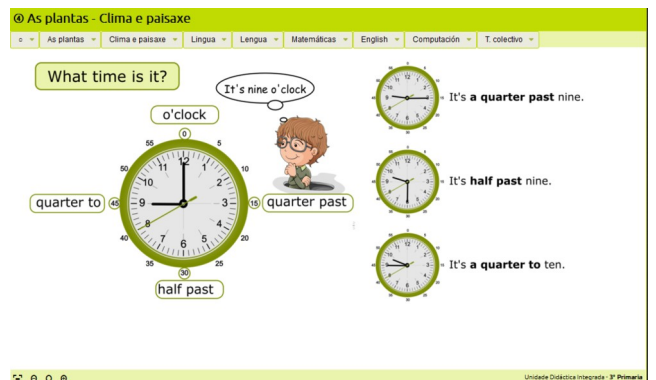 ④ As plantas - Clima e paisaxe
As plantas
Clima e paisaxe
Lingua
Lengua
Matemáticas
English
Computación
T. colectivo
What time is it?
It's nine o'clock
o'clock
quarter to
quarter past
half past
0
5
10
15
20
25
30
35
40
45
50
55
12
1
2
3
4
5
6
7
8
9
10
11
It's a quarter past nine.
It's half past nine.
It's a quarter to ten.
Unidade Didáctica Integrada - 3º Primaria